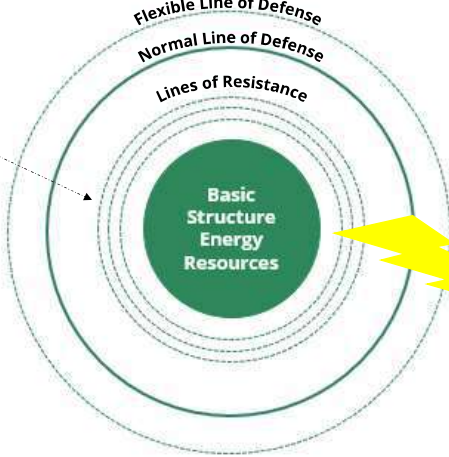 Flexible Line of Defense
Normal Line of Defense
Lines of Resistance
Basic
Structure
Energy
Resources